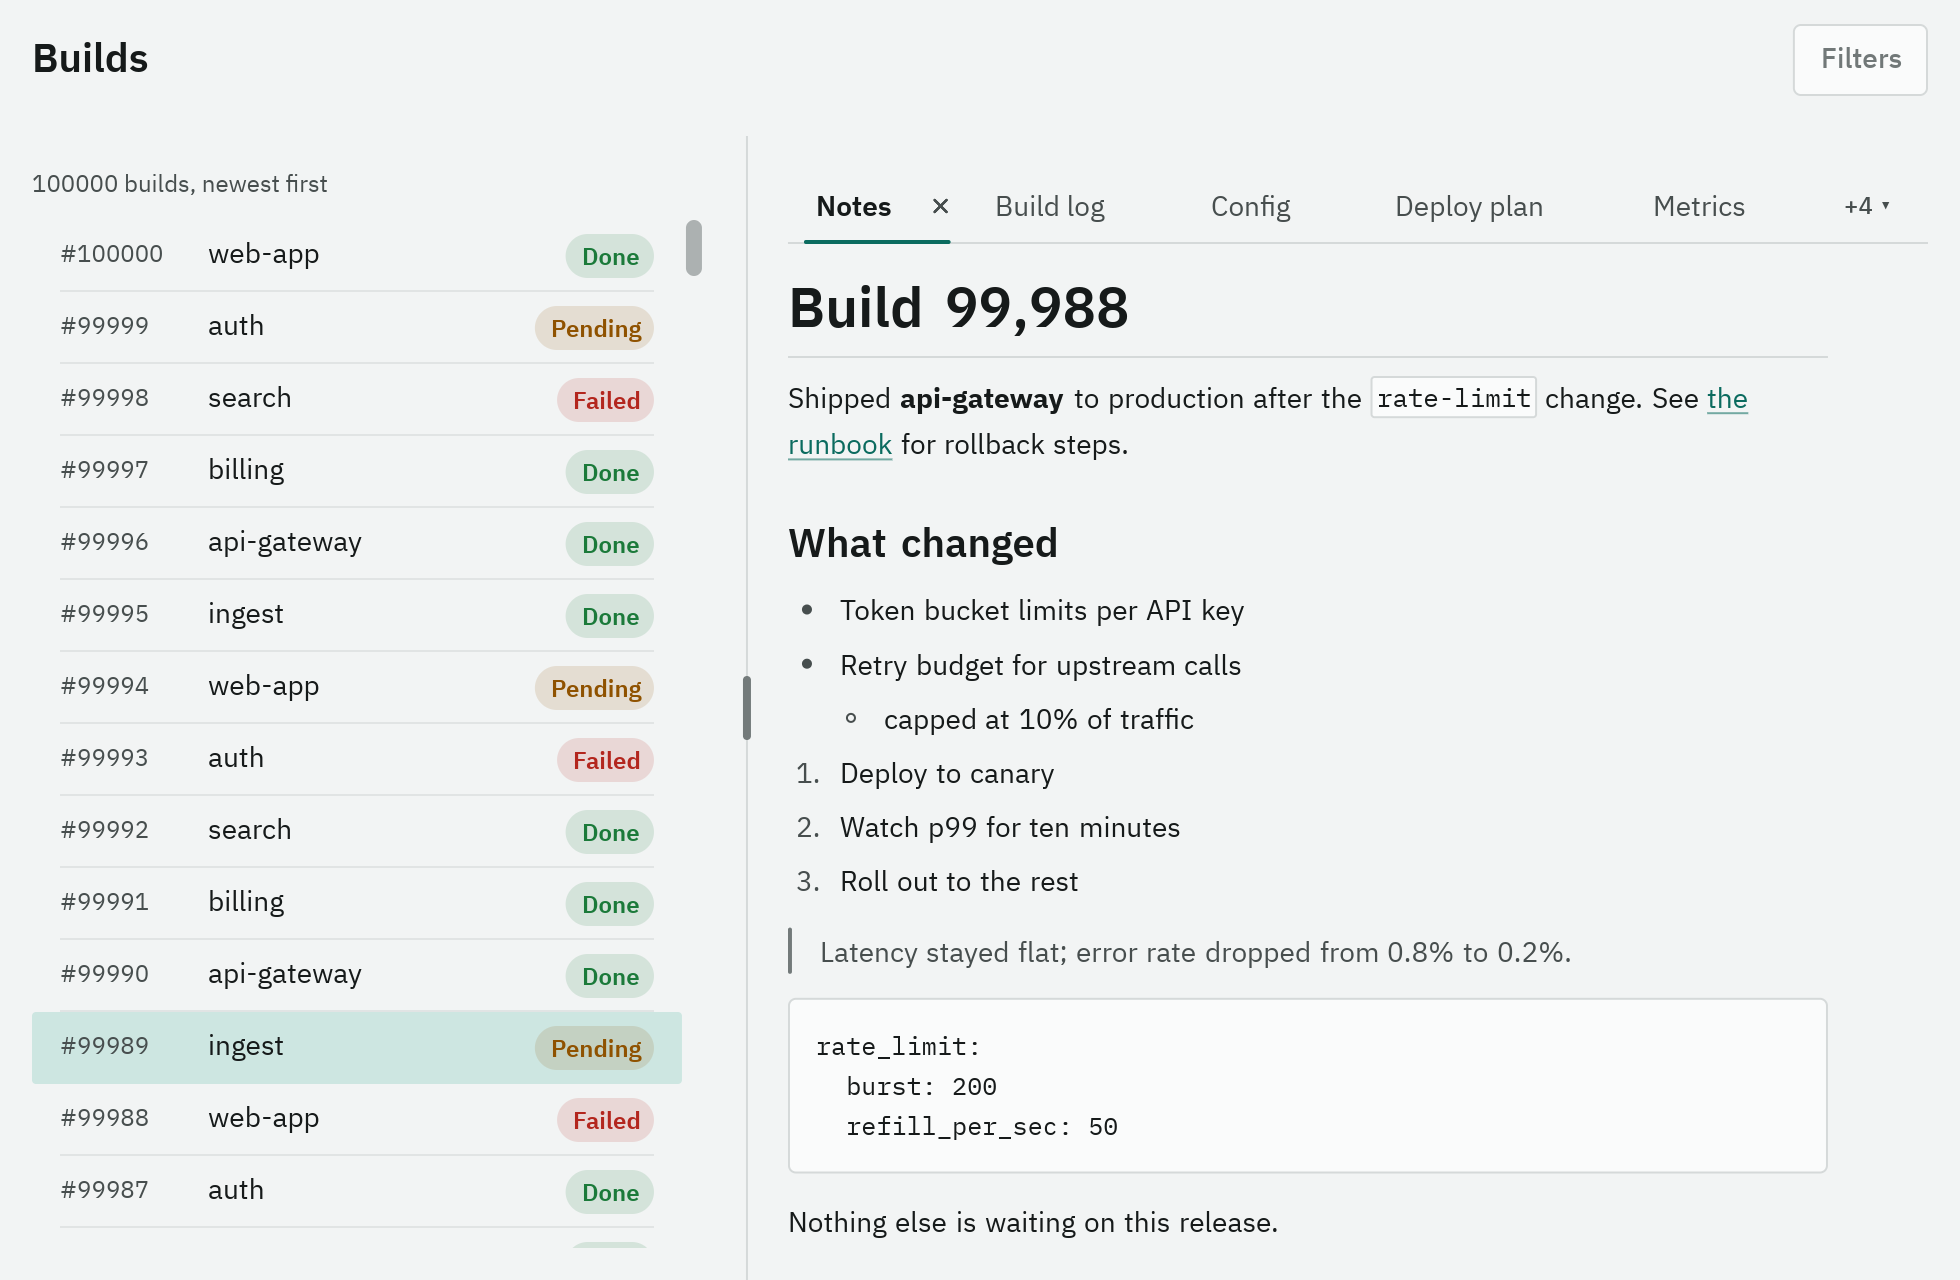 Builds
Filters
100000 builds, newest first
#100000 web-app Done
#99999 auth Pending
#99998 search Failed
#99997 billing Done
#99996 api-gateway Done
#99995 ingest Done
#99994 web-app Pending
#99993 auth Failed
#99992 search Done
#99991 billing Done
#99990 api-gateway Done
#99989 ingest Pending
#99988 web-app Failed
#99987 auth Done
Notes × Build log Config Deploy plan Metrics +4 ▾
Build 99,988
Shipped api-gateway to production after the rate-limit change. See the
runbook for rollback steps.
What changed
• Token bucket limits per API key
• Retry budget for upstream calls
◦ capped at 10% of traffic
1. Deploy to canary
2. Watch p99 for ten minutes
3. Roll out to the rest
Latency stayed flat; error rate dropped from 0.8% to 0.2%.
rate_limit:
  burst: 200
  refill_per_sec: 50
Nothing else is waiting on this release.